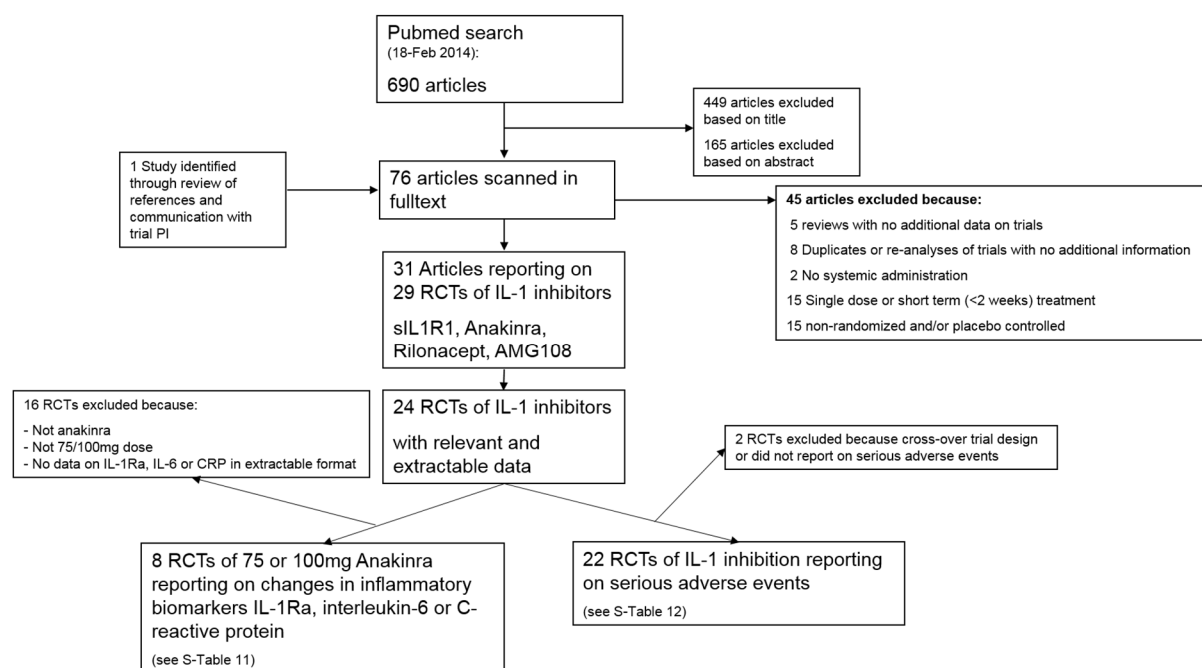 Pubmed search
(18-Feb 2014):
690 articles
449 articles excluded
based on title
165 articles excluded
based on abstract
1 Study identified
through review of
references and
communication with
trial PI
76 articles scanned in
fulltext
45 articles excluded because:
5 reviews with no additional data on trials
8 Duplicates or re-analyses of trials with no additional information
2 No systemic administration
15 Single dose or short term (<2 weeks) treatment
15 non-randomized and/or placebo controlled
31 Articles reporting on
29 RCTs of IL-1 inhibitors
sIL1R1, Anakinra,
Rilonacept, AMG108
16 RCTs excluded because:
- Not anakinra
- Not 75/100mg dose
- No data on IL-1Ra, IL-6 or CRP in extractable format
24 RCTs of IL-1 inhibitors
with relevant and
extractable data
2 RCTs excluded because cross-over trial design
or did not report on serious adverse events
8 RCTs of 75 or 100mg Anakinra
reporting on changes in inflammatory
biomarkers IL-1Ra, interleukin-6 or C-
reactive protein
(see S-Table 11)
22 RCTs of IL-1 inhibition reporting
on serious adverse events
(see S-Table 12)